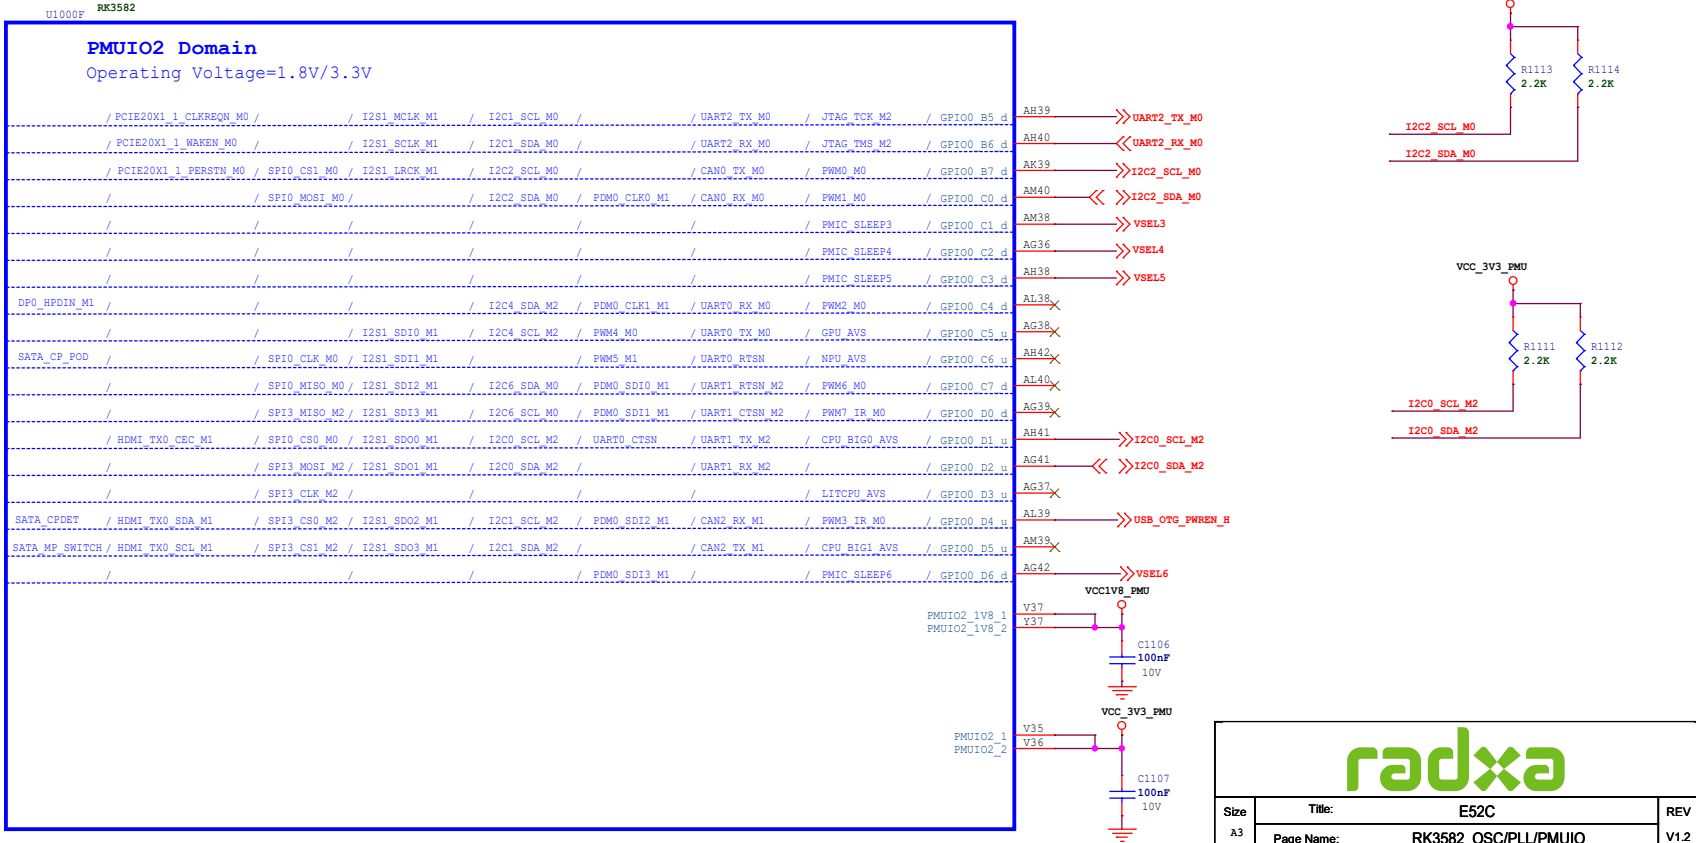 U1000F RK3582
PMUIO2 Domain
Operating Voltage=1.8V/3.3V
/ PCIE20X1_1_CLKREQN_M0 / / I2S1_MCLK_M1 / I2C1_SCL_M0 / / UART2_TX_M0 / JTAG_TCK_M2 / GPIO0_B5_d AH39 UART2_TX_M0
/ PCIE20X1_1_WAKEN_M0 / / I2S1_SCLK_M1 / I2C1_SDA_M0 / / UART2_RX_M0 / JTAG_TMS_M2 / GPIO0_B6_d AH40 UART2_RX_M0
/ PCIE20X1_1_PERSTN_M0 / SPI0_CS1_M0 / I2S1_LRCK_M1 / I2C2_SCL_M0 / / CAN0_TX_M0 / PWM0_M0 / GPIO0_B7_d AK39 I2C2_SCL_M0
/ / SPI0_MOSI_M0 / / I2C2_SDA_M0 / PDM0_CLK0_M1 / CAN0_RX_M0 / PWM1_M0 / GPIO0_C0_d AM40 I2C2_SDA_M0
/ / / / / / / PMIC_SLEEP3 / GPIO0_C1_d AM38 VSEL3
/ / / / / / / PMIC_SLEEP4 / GPIO0_C2_d AG36 VSEL4
/ / / / / / / PMIC_SLEEP5 / GPIO0_C3_d AH38 VSEL5
DP0_HPDIN_M1 / / / / I2C4_SDA_M2 / PDM0_CLK1_M1 / UART0_RX_M0 / PWM2_M0 / GPIO0_C4_d AL38
/ / / I2S1_SDI0_M1 / I2C4_SCL_M2 / PWM4_M0 / UART0_TX_M0 / GPU_AVS / GPIO0_C5_u AG38
SATA_CP_POD / / SPI0_CLK_M0 / I2S1_SDI1_M1 / / PWM5_M1 / UART0_RTSN / NPU_AVS / GPIO0_C6_u AH42
/ / SPI0_MISO_M0 / I2S1_SDI2_M1 / I2C6_SDA_M0 / PDM0_SDI0_M1 / UART1_RTSN_M2 / PWM6_M0 / GPIO0_C7_d AL40
/ / SPI3_MISO_M2 / I2S1_SDI3_M1 / I2C6_SCL_M0 / PDM0_SDI1_M1 / UART1_CTSN_M2 / PWM7_IR_M0 / GPIO0_D0_d AG39
/ HDMI_TX0_CEC_M1 / SPI0_CS0_M0 / I2S1_SDO0_M1 / I2C0_SCL_M2 / UART0_CTSN / UART1_TX_M2 / CPU_BIG0_AVS / GPIO0_D1_u AH41 I2C0_SCL_M2
/ / SPI3_MOSI_M2 / I2S1_SDO1_M1 / I2C0_SDA_M2 / / UART1_RX_M2 / / GPIO0_D2_u AG41 I2C0_SDA_M2
/ / SPI3_CLK_M2 / / / / / LITCPU_AVS / GPIO0_D3_u AG37
SATA_CPDET / HDMI_TX0_SDA_M1 / SPI3_CS0_M2 / I2S1_SDO2_M1 / I2C1_SCL_M2 / PDM0_SDI2_M1 / CAN2_RX_M1 / PWM3_IR_M0 / GPIO0_D4_u AL39 USB_OTG_PWREN_H
SATA_MP_SWITCH / HDMI_TX0_SCL_M1 / SPI3_CS1_M2 / I2S1_SDO3_M1 / I2C1_SDA_M2 / / CAN2_TX_M1 / CPU_BIG1_AVS / GPIO0_D5_u AM39
/ / / / PDM0_SDI3_M1 / / PMIC_SLEEP6 / GPIO0_D6_d AG42 VSEL6
VCC1V8_PMU
PMUIO2_1V8_1 V37
PMUIO2_1V8_2 Y37
C1106
100nF
10V
VCC_3V3_PMU
PMUIO2_1 V35
PMUIO2_2 V36
C1107
100nF
10V
R1113 R1114
2.2K 2.2K
I2C2_SCL_M0
I2C2_SDA_M0
VCC_3V3_PMU
R1111 R1112
2.2K 2.2K
I2C0_SCL_M2
I2C0_SDA_M2
radxa
Size Title: E52C REV
A3 Page Name: RK3582_OSC/PLL/PMUIO V1.2